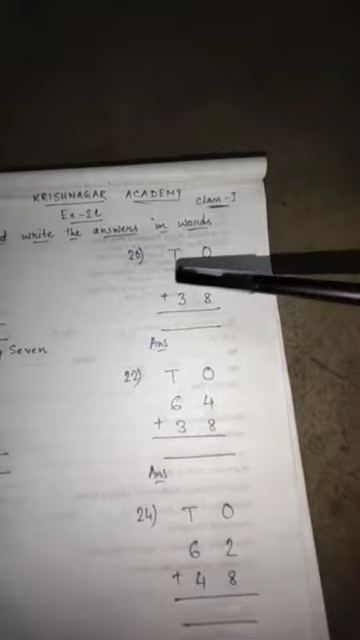 KRISHNAGAR ACADEMY Class-I
Ex-2t
write the answers in words
20) T O
+ 3 8
Seven
Ans
22) T O
6 4
+ 3 8
Ans
24) T O
6 2
+ 4 8